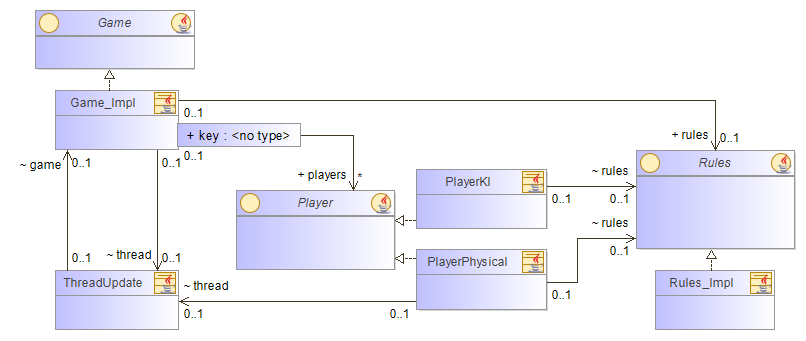 Game
Game_Impl
0..1
+ key : <no type>
0..1
+ rules
0..1
~ game
0..1
0..1
+ players
*
PlayerKI
~ rules
0..1
0..1
Rules
Player
~ rules
0..1
0..1
PlayerPhysical
0..1
~ thread
0..1
ThreadUpdate
~ thread
0..1
0..1
Rules_Impl